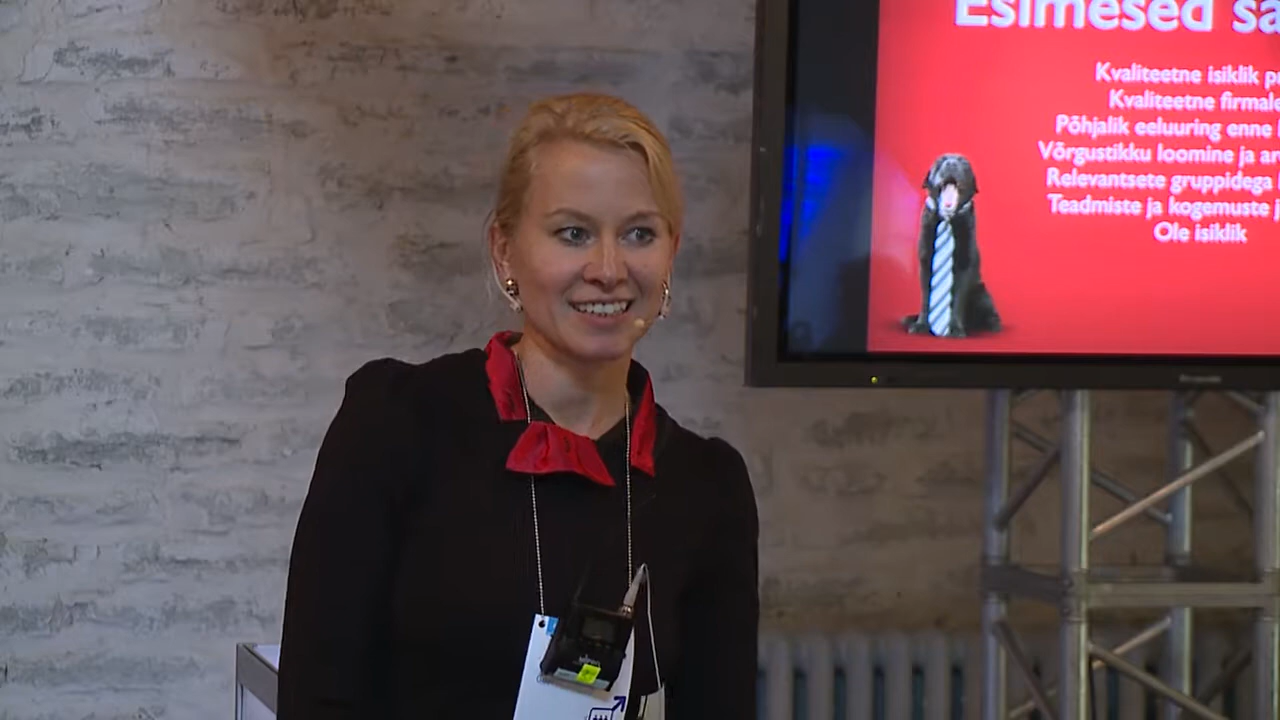 Esimesed sa
Kvaliteetne isiklik p
Kvaliteetne firmale
Põhjalik eeluuring enne
Võrgustikku loomine ja ar
Relevantsete gruppidega
Teadmiste ja kogemuste j
Ole isiklik